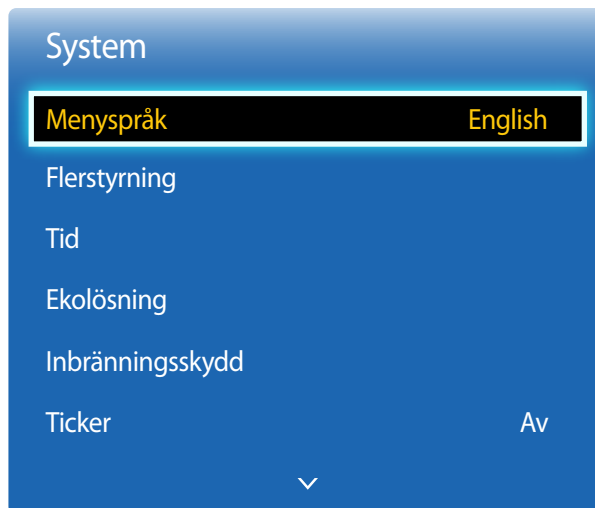 System
Menyspråk English
Flerstyrning
Tid
Ekolösning
Inbränningsskydd
Ticker Av